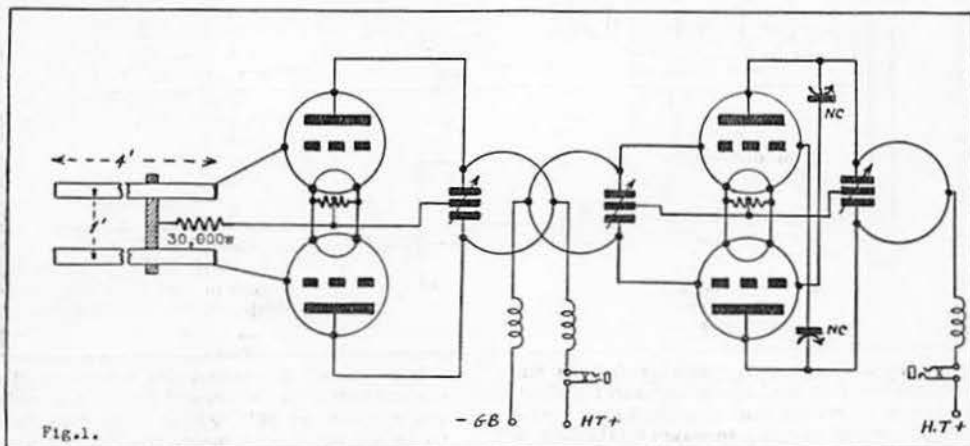 4'
1'
30,000w
NC
NC
-GB
HT+
H.T+
Fig.1.